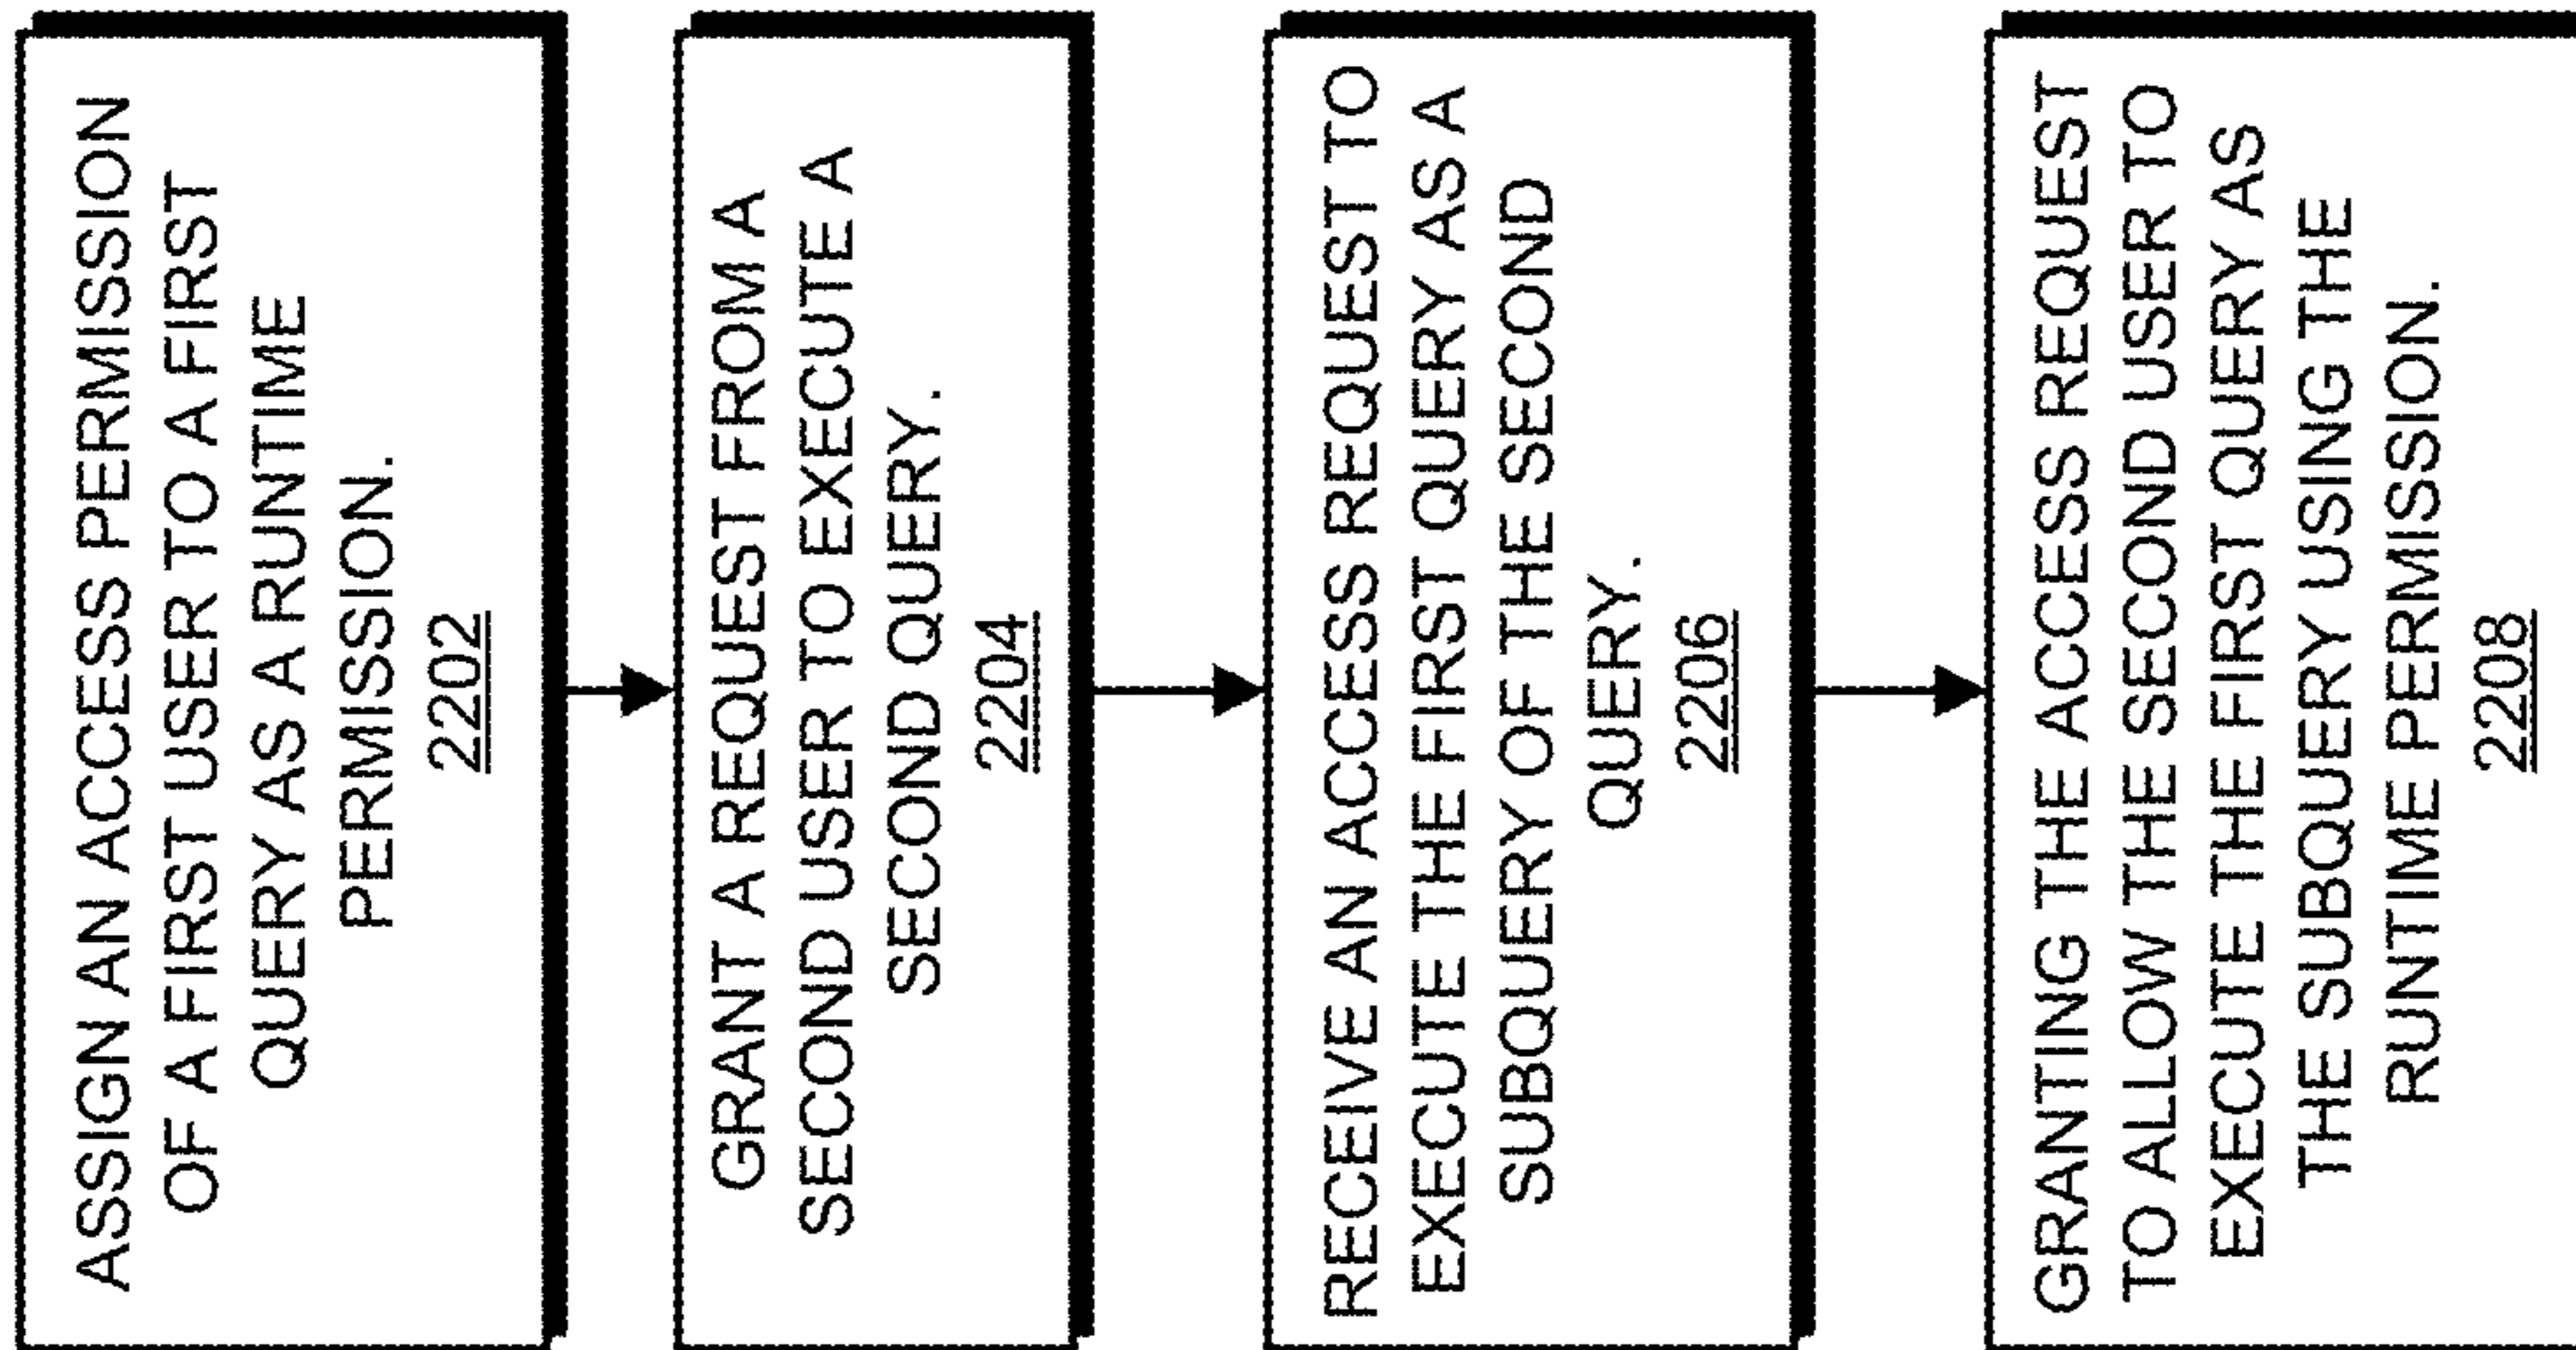 ASSIGN AN ACCESS PERMISSION
OF A FIRST USER TO A FIRST
QUERY AS A RUNTIME
PERMISSION.
2202
GRANT A REQUEST FROM A
SECOND USER TO EXECUTE A
SECOND QUERY.
2204
RECEIVE AN ACCESS REQUEST TO
EXECUTE THE FIRST QUERY AS A
SUBQUERY OF THE SECOND
QUERY.
2206
GRANTING THE ACCESS REQUEST
TO ALLOW THE SECOND USER TO
EXECUTE THE FIRST QUERY AS
THE SUBQUERY USING THE
RUNTIME PERMISSION.
2208